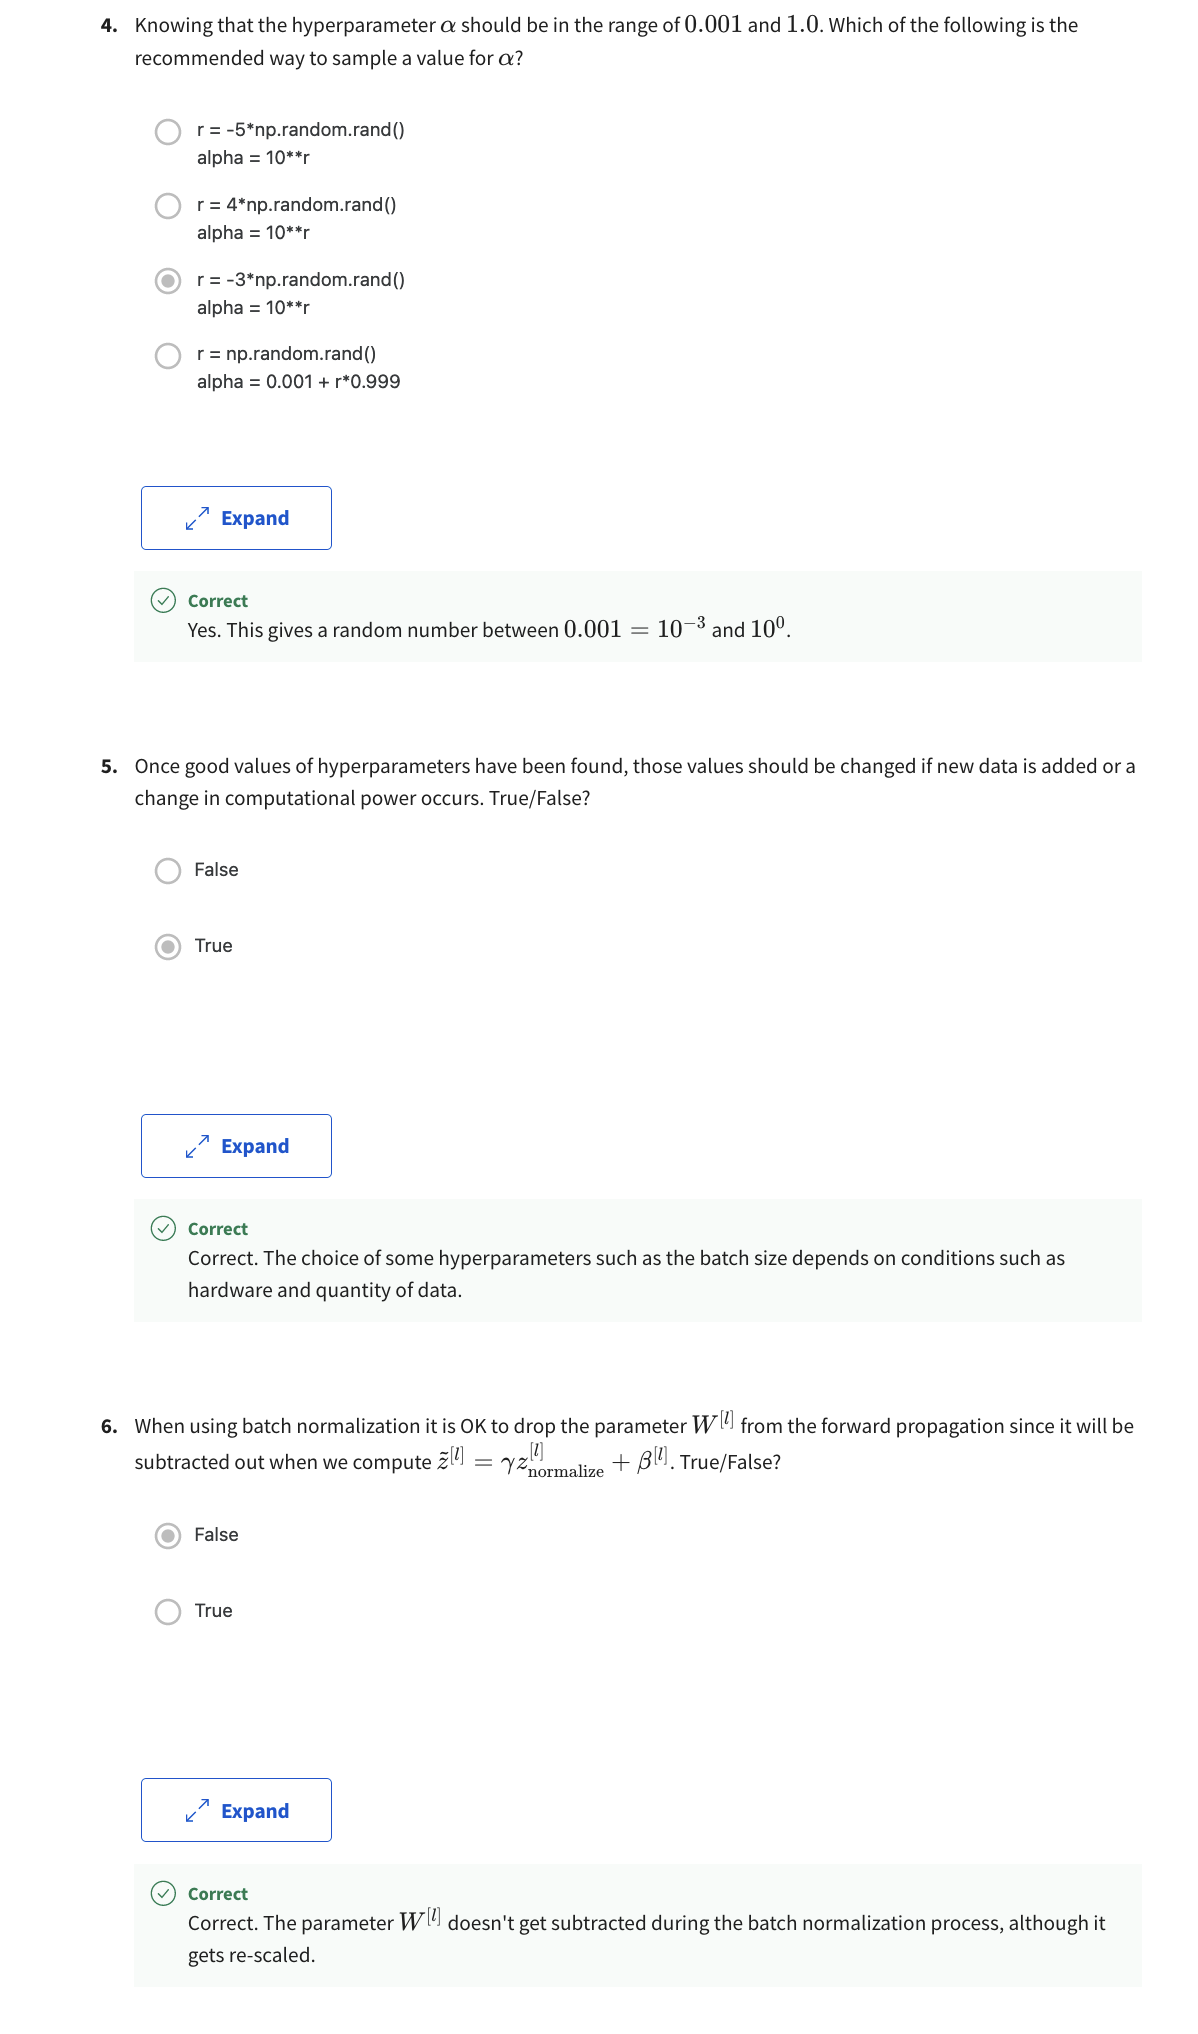 4. Knowing that the hyperparameter α should be in the range of 0.001 and 1.0. Which of the following is the
recommended way to sample a value for α?
r = -5*np.random.rand()
alpha = 10**r
r = 4*np.random.rand()
alpha = 10**r
r = -3*np.random.rand()
alpha = 10**r
r = np.random.rand()
alpha = 0.001 + r*0.999
Expand
Correct
Yes. This gives a random number between 0.001 = 10^{-3} and 10^0.
5. Once good values of hyperparameters have been found, those values should be changed if new data is added or a
change in computational power occurs. True/False?
False
True
Expand
Correct
Correct. The choice of some hyperparameters such as the batch size depends on conditions such as
hardware and quantity of data.
6. When using batch normalization it is OK to drop the parameter W^{[l]} from the forward propagation since it will be
subtracted out when we compute z̃^{[l]} = γz^{[l]}_{normalize} + β^{[l]}. True/False?
False
True
Expand
Correct
Correct. The parameter W^{[l]} doesn't get subtracted during the batch normalization process, although it
gets re-scaled.